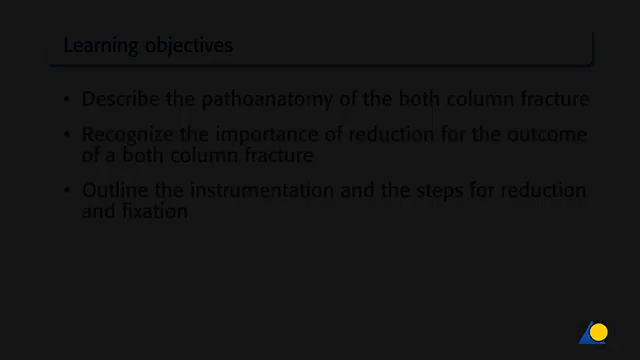 Learning objectives
• Describe the pathoanatomy of the both column fracture
• Recognize the importance of reduction for the outcome
of a both column fracture
• Outline the instrumentation and the steps for reduction
and fixation